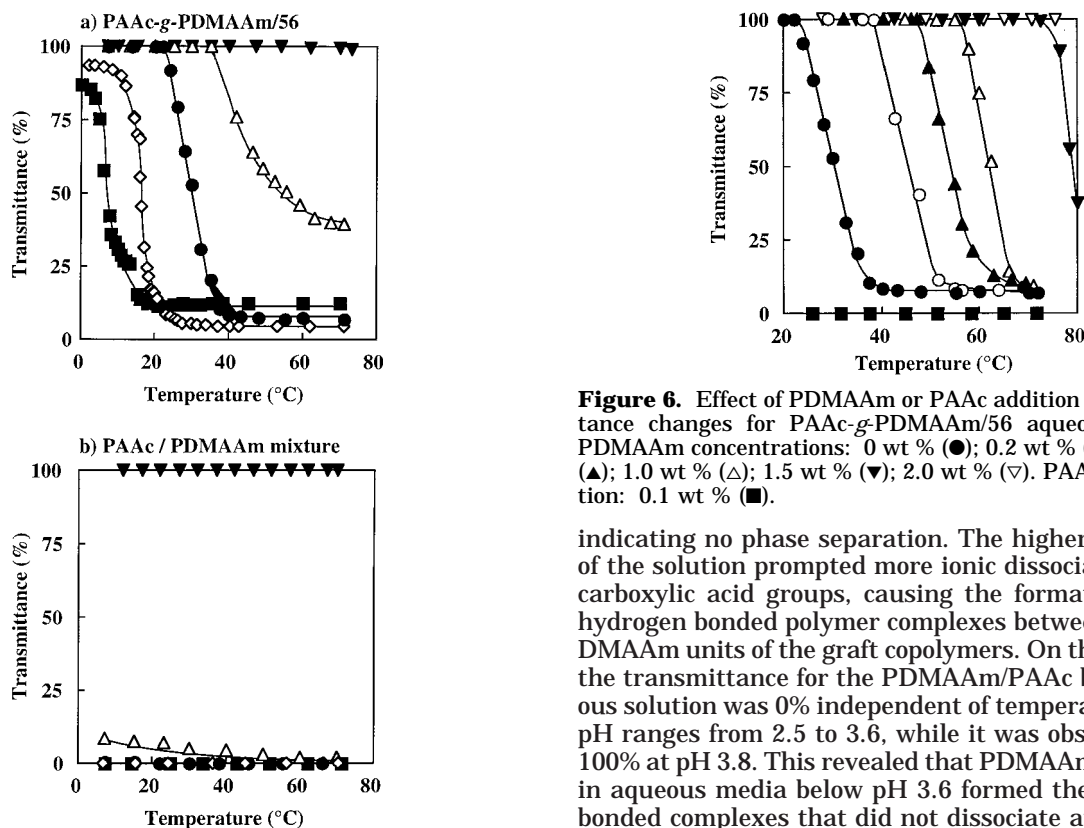 a) PAAc-g-PDMAAm/56
100
75
50
25
0
Transmittance (%)
0 20 40 60 80
Temperature (°C)
b) PAAc / PDMAAm mixture
100
75
50
25
0
Transmittance (%)
0 20 40 60 80
Temperature (°C)
100
75
50
25
0
Transmittance (%)
20 40 60 80
Temperature (°C)
Figure 6. Effect of PDMAAm or PAAc addition
tance changes for PAAc-g-PDMAAm/56 aqueo
PDMAAm concentrations: 0 wt % (●); 0.2 wt % (
(▲); 1.0 wt % (△); 1.5 wt % (▼); 2.0 wt % (▽). PAA
tion: 0.1 wt % (■).
indicating no phase separation. The higher
of the solution prompted more ionic dissocia
carboxylic acid groups, causing the format
hydrogen bonded polymer complexes betwee
DMAAm units of the graft copolymers. On th
the transmittance for the PDMAAm/PAAc b
ous solution was 0% independent of tempera
pH ranges from 2.5 to 3.6, while it was obs
100% at pH 3.8. This revealed that PDMAAm
in aqueous media below pH 3.6 formed the
bonded complexes that did not dissociate a